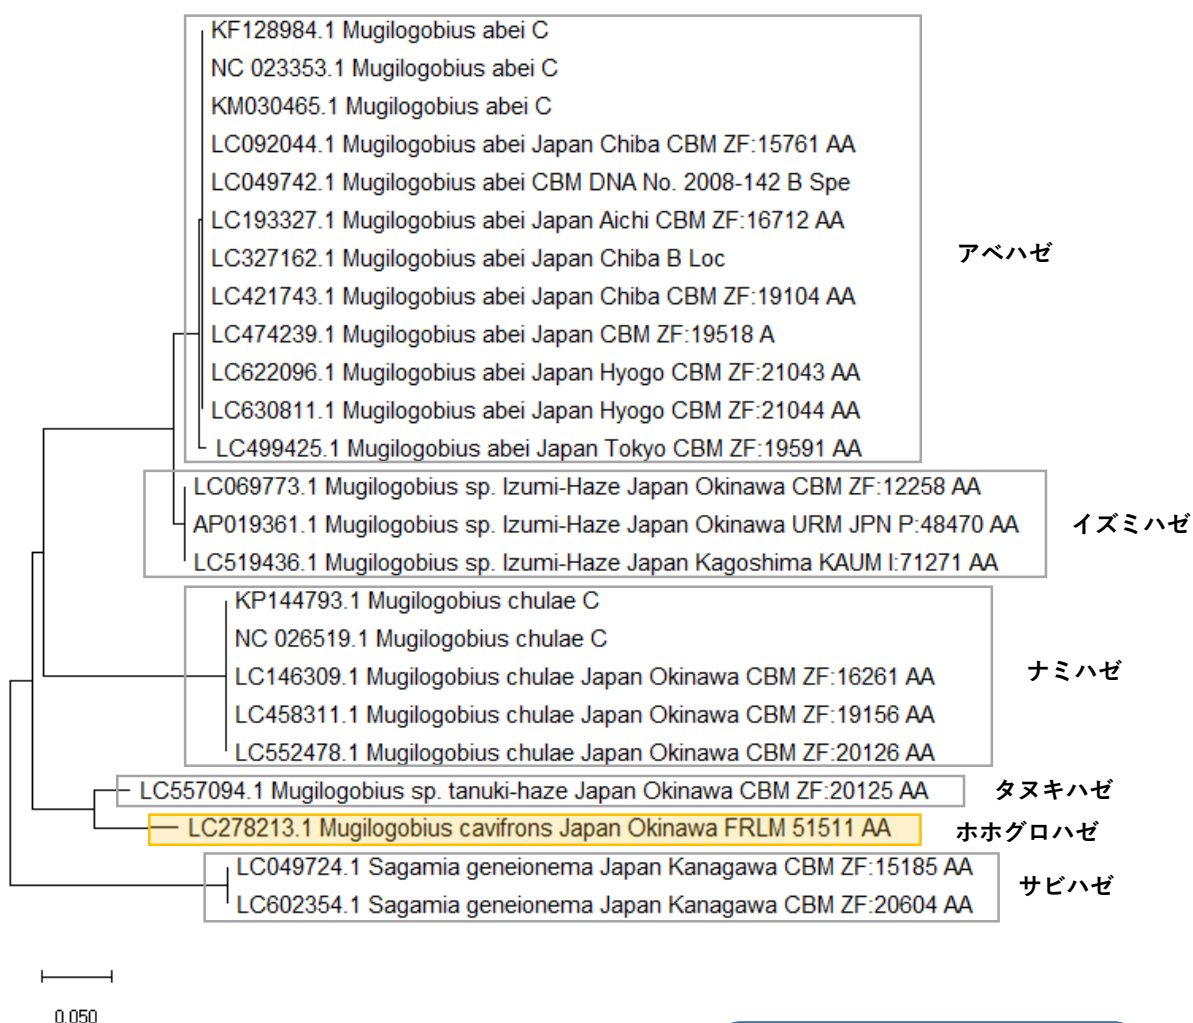 KF128984.1 Mugilogobius abei C
NC 023353.1 Mugilogobius abei C
KM030465.1 Mugilogobius abei C
LC092044.1 Mugilogobius abei Japan Chiba CBM ZF:15761 AA
LC049742.1 Mugilogobius abei CBM DNA No. 2008-142 B Spe
LC193327.1 Mugilogobius abei Japan Aichi CBM ZF:16712 AA
アベハゼ
LC327162.1 Mugilogobius abei Japan Chiba B Loc
LC421743.1 Mugilogobius abei Japan Chiba CBM ZF:19104 AA
LC474239.1 Mugilogobius abei Japan CBM ZF:19518 A
LC622096.1 Mugilogobius abei Japan Hyogo CBM ZF:21043 AA
LC630811.1 Mugilogobius abei Japan Hyogo CBM ZF:21044 AA
LC499425.1 Mugilogobius abei Japan Tokyo CBM ZF:19591 AA
LC069773.1 Mugilogobius sp. Izumi-Haze Japan Okinawa CBM ZF:12258 AA
AP019361.1 Mugilogobius sp. Izumi-Haze Japan Okinawa URM JPN P:48470 AA
イズミハゼ
LC519436.1 Mugilogobius sp. Izumi-Haze Japan Kagoshima KAUM I:71271 AA
KP144793.1 Mugilogobius chulae C
NC 026519.1 Mugilogobius chulae C
LC146309.1 Mugilogobius chulae Japan Okinawa CBM ZF:16261 AA
ナミハゼ
LC458311.1 Mugilogobius chulae Japan Okinawa CBM ZF:19156 AA
LC552478.1 Mugilogobius chulae Japan Okinawa CBM ZF:20126 AA
LC557094.1 Mugilogobius sp. tanuki-haze Japan Okinawa CBM ZF:20125 AA
タヌキハゼ
LC278213.1 Mugilogobius cavifrons Japan Okinawa FRLM 51511 AA
ホホグロハゼ
LC049724.1 Sagamia geneionema Japan Kanagawa CBM ZF:15185 AA
サビハゼ
LC602354.1 Sagamia geneionema Japan Kanagawa CBM ZF:20604 AA
0.050